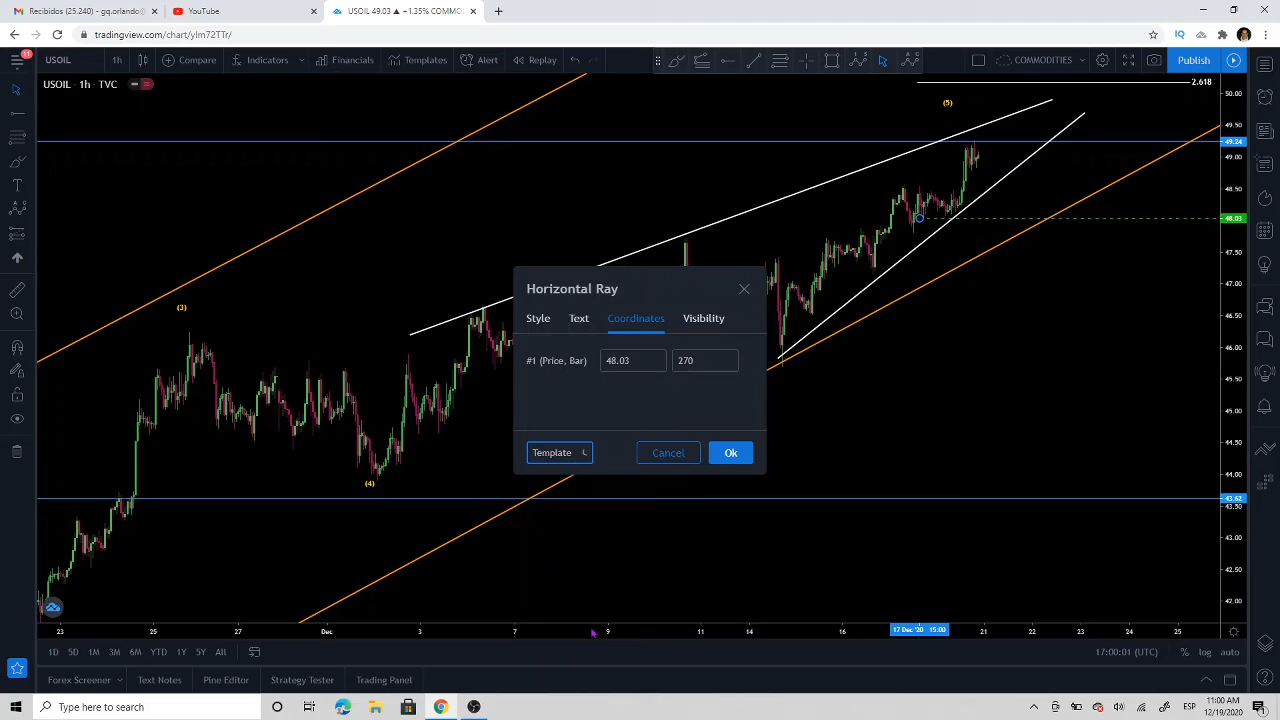 Recibidos (25.240) - gq.orlando@
YouTube
USOIL 49.03 ▲ +1.35% COMMO
tradingview.com/chart/yIm72TTr/
11
USOIL
1h
Compare
Indicators
Financials
Templates
Alert
Replay
COMMODITIES
Publish
USOIL · 1h · TVC
2.618
(5)
(3)
(4)
50.00
49.50
49.24
49.00
48.50
48.03
47.50
47.00
46.50
46.00
45.50
45.00
44.50
44.00
43.62
43.50
43.00
42.50
42.00
Horizontal Ray
Style Text Coordinates Visibility
#1 (Price, Bar) 48.03 270
Template Cancel Ok
23 25 27 Dec 3 7 9 11 14 16 17 Dec '20 15:00 21 22 23 24 25
1D 5D 1M 3M 6M YTD 1Y 5Y All 17:00:01 (UTC) % log auto
Forex Screener Text Notes Pine Editor Strategy Tester Trading Panel
Type here to search
ESP
11:00 AM
12/19/2020